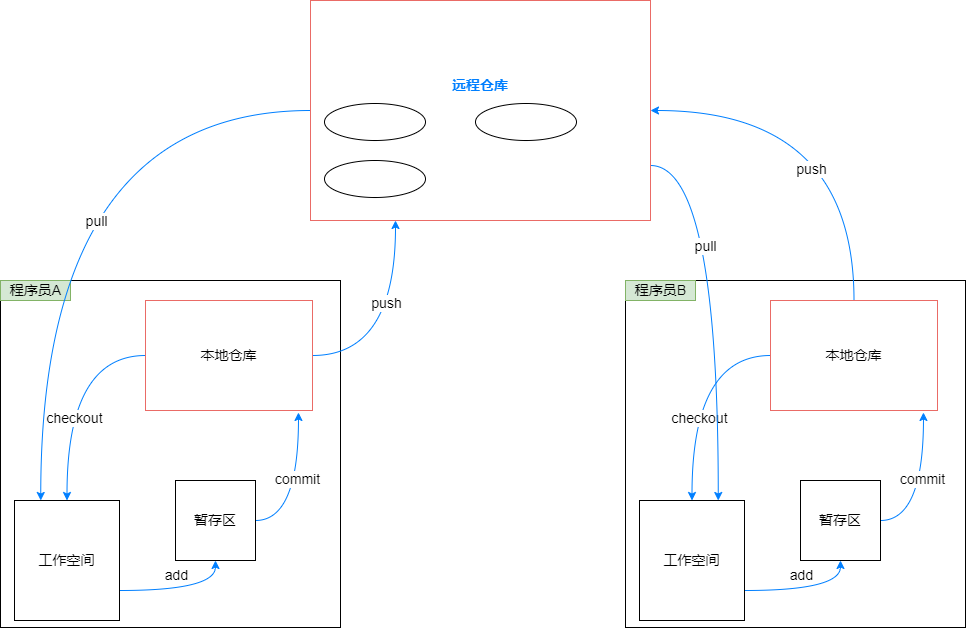 远程仓库
push
pull
pull
程序员A
程序员B
push
本地仓库
本地仓库
checkout
checkout
commit
commit
暂存区
暂存区
工作空间
工作空间
add
add